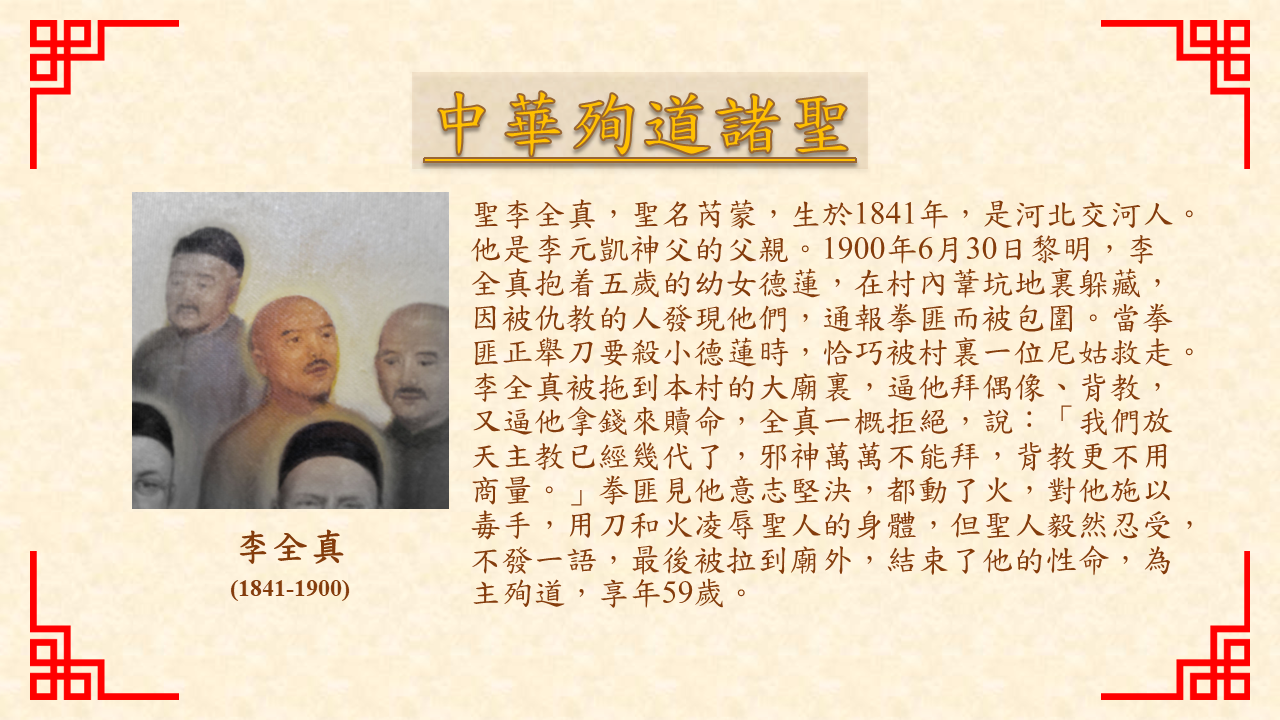 中華殉道諸聖
聖李全真，聖名芮蒙，生於1841年，是河北交河人。
他是李元凱神父的父親。1900年6月30日黎明，李
全真抱着五歲的幼女德蓮，在村內葦坑地裏躲藏，
因被仇教的人發現他們，通報拳匪而被包圍。當拳
匪正舉刀要殺小德蓮時，恰巧被村裏一位尼姑救走。
李全真被拖到本村的大廟裏，逼他拜偶像、背教，
又逼他拿錢來贖命，全真一概拒絕，說：「我們放
天主教已經幾代了，邪神萬萬不能拜，背教更不用
商量。」拳匪見他意志堅決，都動了火，對他施以
毒手，用刀和火凌辱聖人的身體，但聖人毅然忍受，
不發一語，最後被拉到廟外，結束了他的性命，為
主殉道，享年59歲。
李全真
(1841-1900)